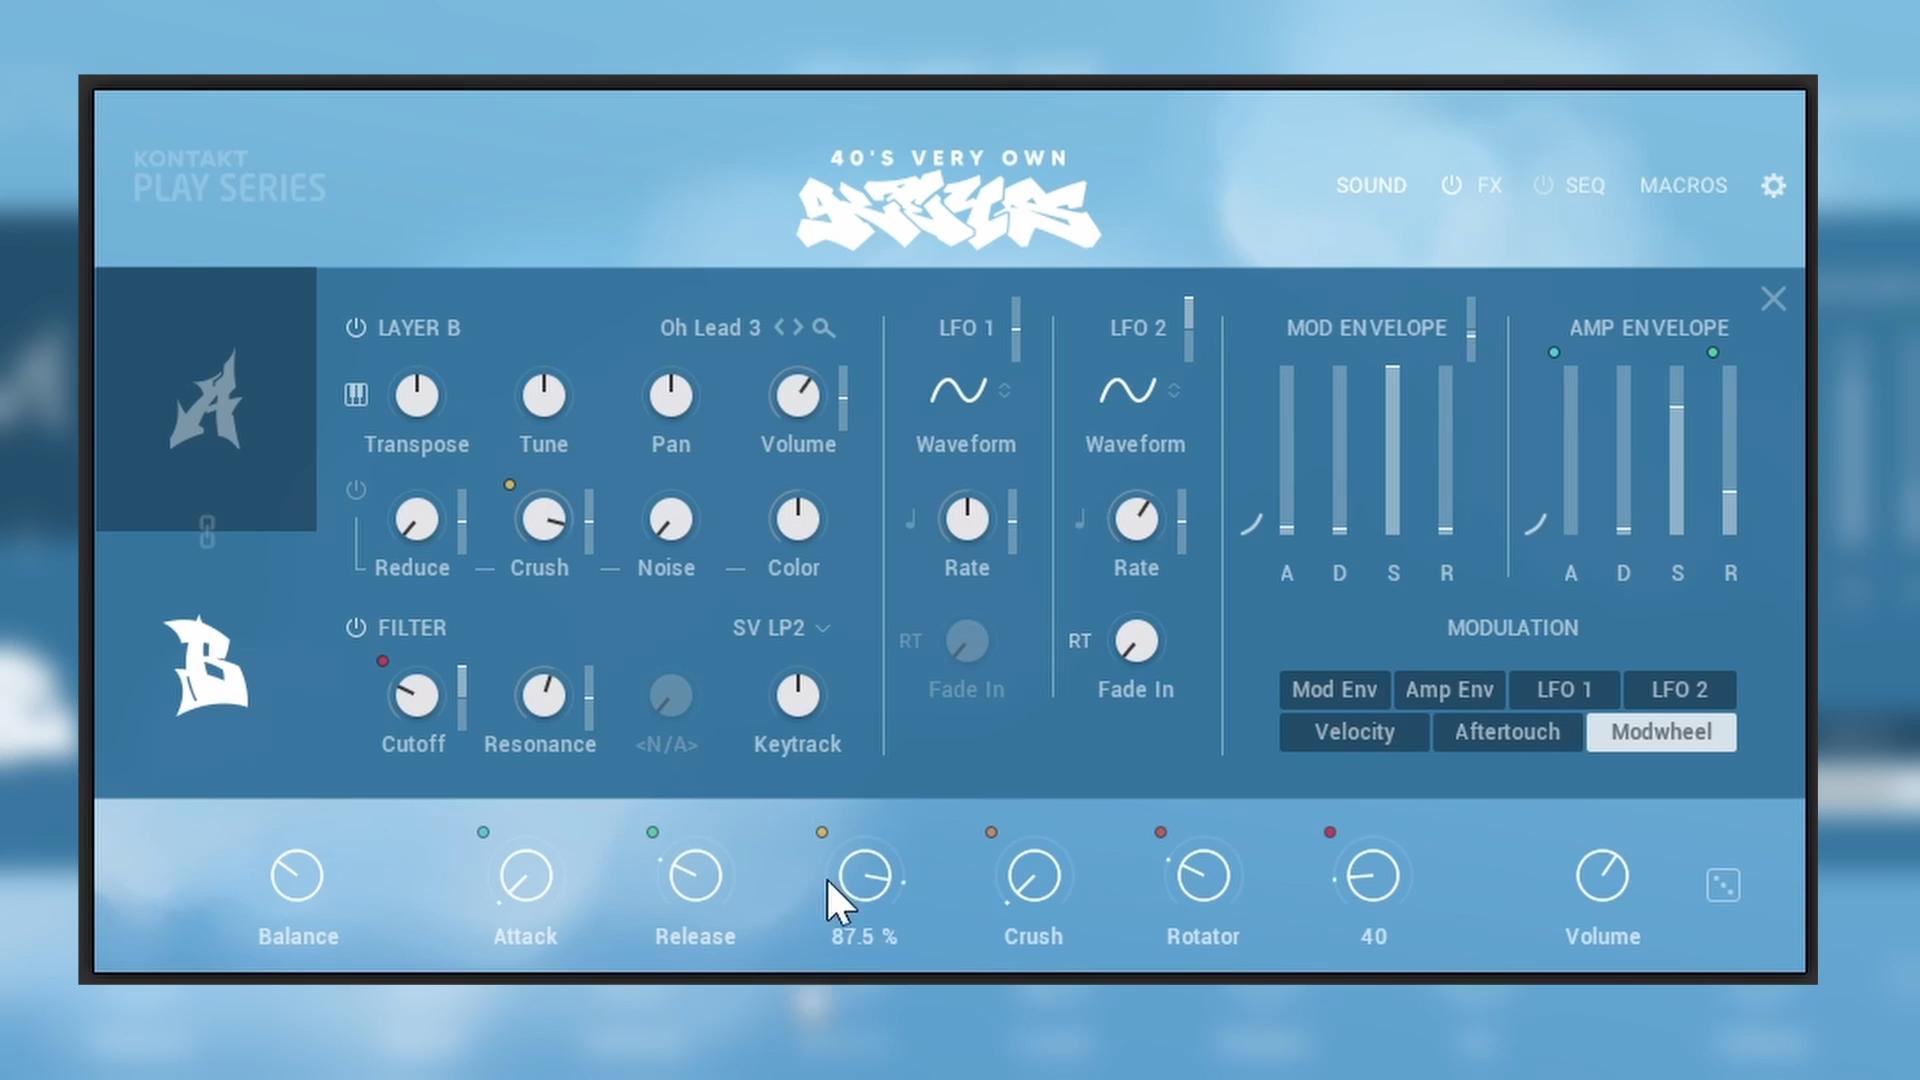 KONTAKT
PLAY SERIES
40'S VERY OWN
KEYS
SOUND FX SEQ MACROS
A
B
LAYER B Oh Lead 3
Transpose Tune Pan Volume
Reduce Crush Noise Color
FILTER SV LP2
Cutoff Resonance <N/A> Keytrack
LFO 1
Waveform
Rate
RT
Fade In
LFO 2
Waveform
Rate
RT
Fade In
MOD ENVELOPE
A D S R
AMP ENVELOPE
A D S R
MODULATION
Mod Env Amp Env LFO 1 LFO 2
Velocity Aftertouch Modwheel
Balance Attack Release 87.5 % Crush Rotator 40 Volume